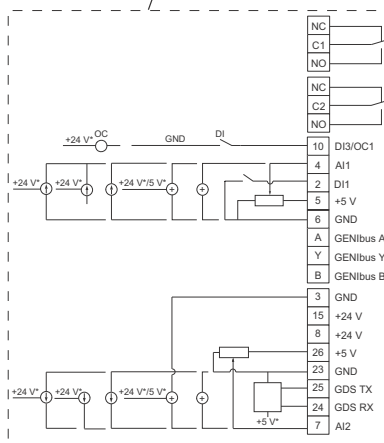 NC
C1
NO
NC
C2
NO
+24 V* OC GND DI
10 DI3/OC1
4 AI1
2 DI1
+24 V* +24 V* +24 V*/5 V*
5 +5 V
6 GND
A GENIbus A
Y GENIbus Y
B GENIbus B
3 GND
15 +24 V
8 +24 V
26 +5 V
23 GND
25 GDS TX
+24 V* +24 V* +24 V*/5 V*
24 GDS RX
+5 V*
7 AI2